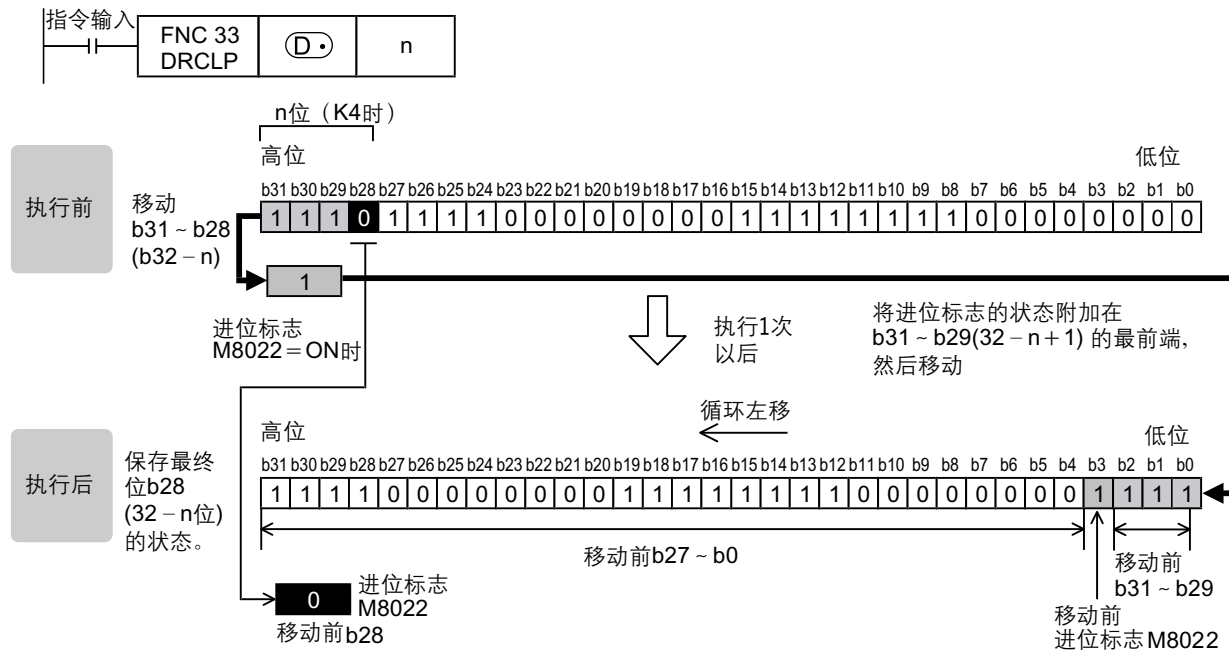 指令输入
FNC 33
DRCLP
D·
n
n位（K4时）
高位
低位
执行前
移动
b31~b28
(b32－n)
b31 b30 b29 b28 b27 b26 b25 b24 b23 b22 b21 b20 b19 b18 b17 b16 b15 b14 b13 b12 b11 b10 b9 b8 b7 b6 b5 b4 b3 b2 b1 b0
1 1 1 0 1 1 1 1 0 0 0 0 0 0 0 0 1 1 1 1 1 1 1 1 0 0 0 0 0 0 0 0
1
进位标志
M8022＝ON时
执行1次
以后
将进位标志的状态附加在
b31~b29(32－n＋1) 的最前端,
然后移动
循环左移
高位
低位
执行后
保存最终
位b28
(32－n位)
的状态。
b31 b30 b29 b28 b27 b26 b25 b24 b23 b22 b21 b20 b19 b18 b17 b16 b15 b14 b13 b12 b11 b10 b9 b8 b7 b6 b5 b4 b3 b2 b1 b0
1 1 1 1 0 0 0 0 0 0 0 0 1 1 1 1 1 1 1 1 0 0 0 0 0 0 0 0 1 1 1 1
移动前b27~b0
移动前
b31~b29
0
进位标志
M8022
移动前b28
移动前
进位标志M8022